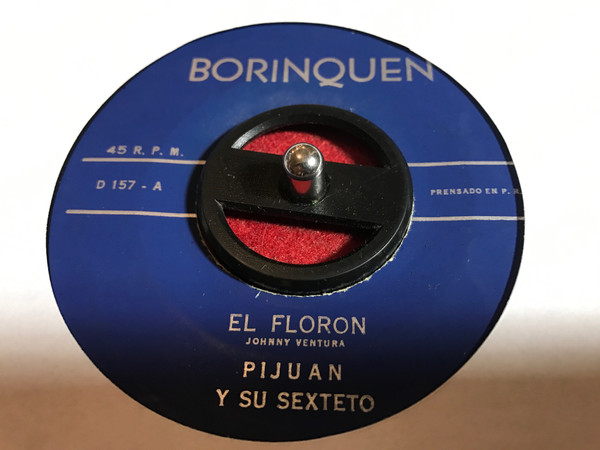 BORINQUEN
45 R. P. M.
D 157 - A
PRENSADO EN P.
EL FLORON
JOHNNY VENTURA
PIJUAN
Y SU SEXTETO